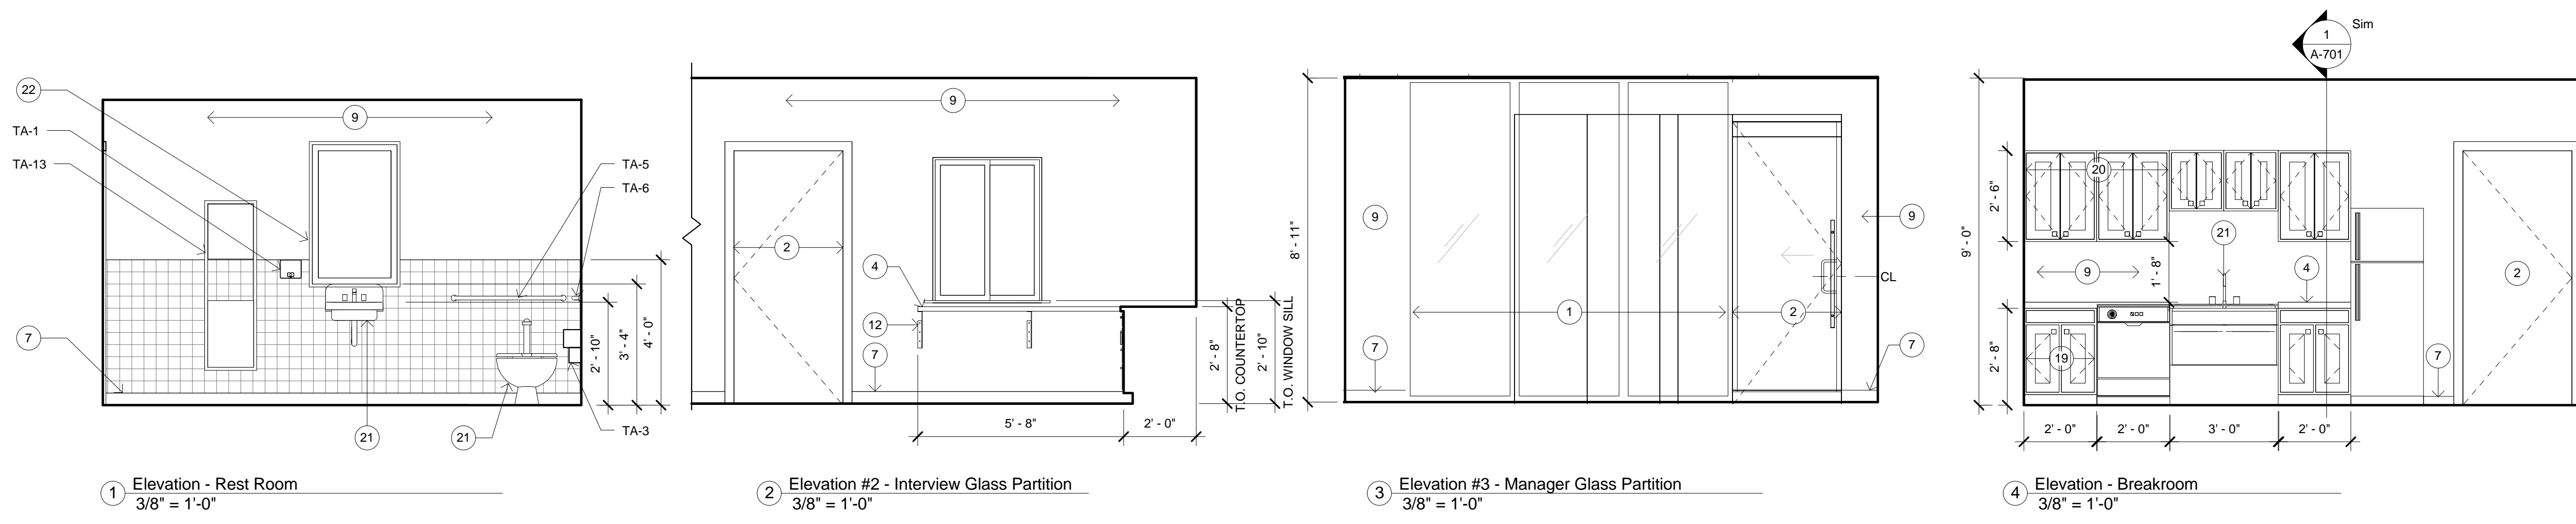 22
TA-1
TA-13
7
9
TA-5
TA-6
2' - 10"
3' - 4"
4' - 0"
21
21
TA-3
1
Elevation - Rest Room
3/8" = 1'-0"
9
2
4
12
7
2' - 8"
T.O. COUNTERTOP
2' - 10"
T.O. WINDOW SILL
5' - 8"
2' - 0"
2
Elevation #2 - Interview Glass Partition
3/8" = 1'-0"
8' - 11"
9
9
CL
1
2
7
7
3
Elevation #3 - Manager Glass Partition
3/8" = 1'-0"
1
A-701
Sim
9' - 0"
2' - 6"
2' - 8"
20
21
9
1' - 8"
4
2
19
7
2' - 0"
2' - 0"
3' - 0"
2' - 0"
4
Elevation - Breakroom
3/8" = 1'-0"